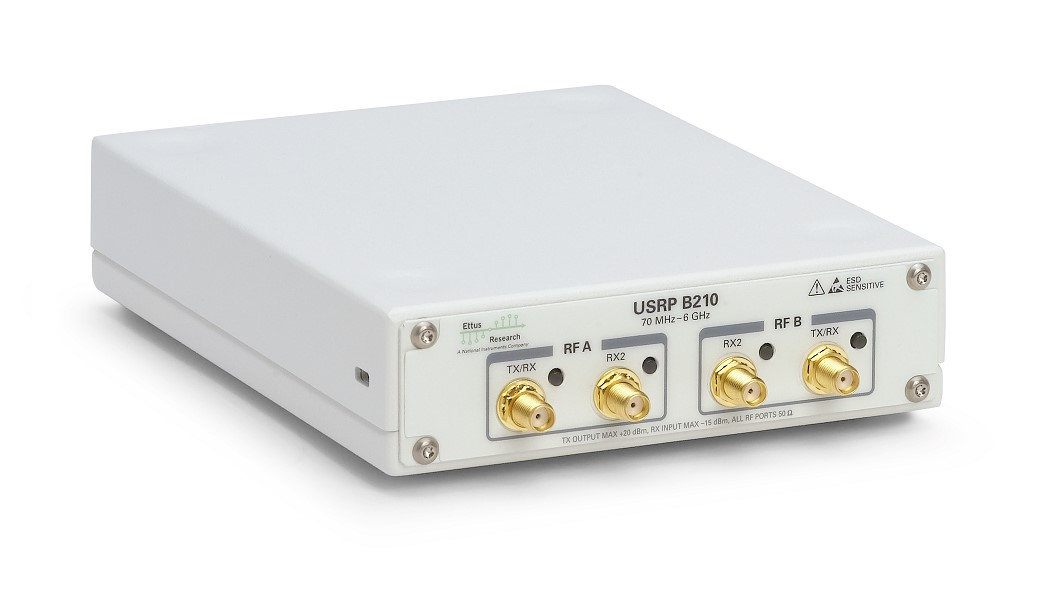 USRP B210
70 MHz – 6 GHz
Ettus
Research
A National Instruments Company
ESD
SENSITIVE
RF A
TX/RX
RX2
RF B
RX2
TX/RX
TX OUTPUT MAX +20 dBm, RX INPUT MAX –15 dBm, ALL RF PORTS 50 Ω